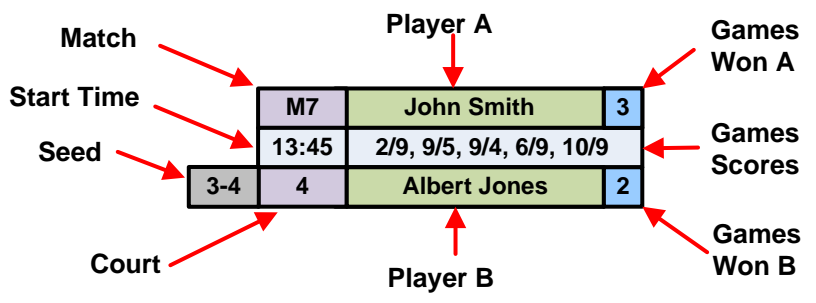 Match
Player A
Games
Won A
Start Time
M7 John Smith 3
13:45 2/9, 9/5, 9/4, 6/9, 10/9
Games
Scores
Seed
3-4 4 Albert Jones 2
Court
Player B
Games
Won B